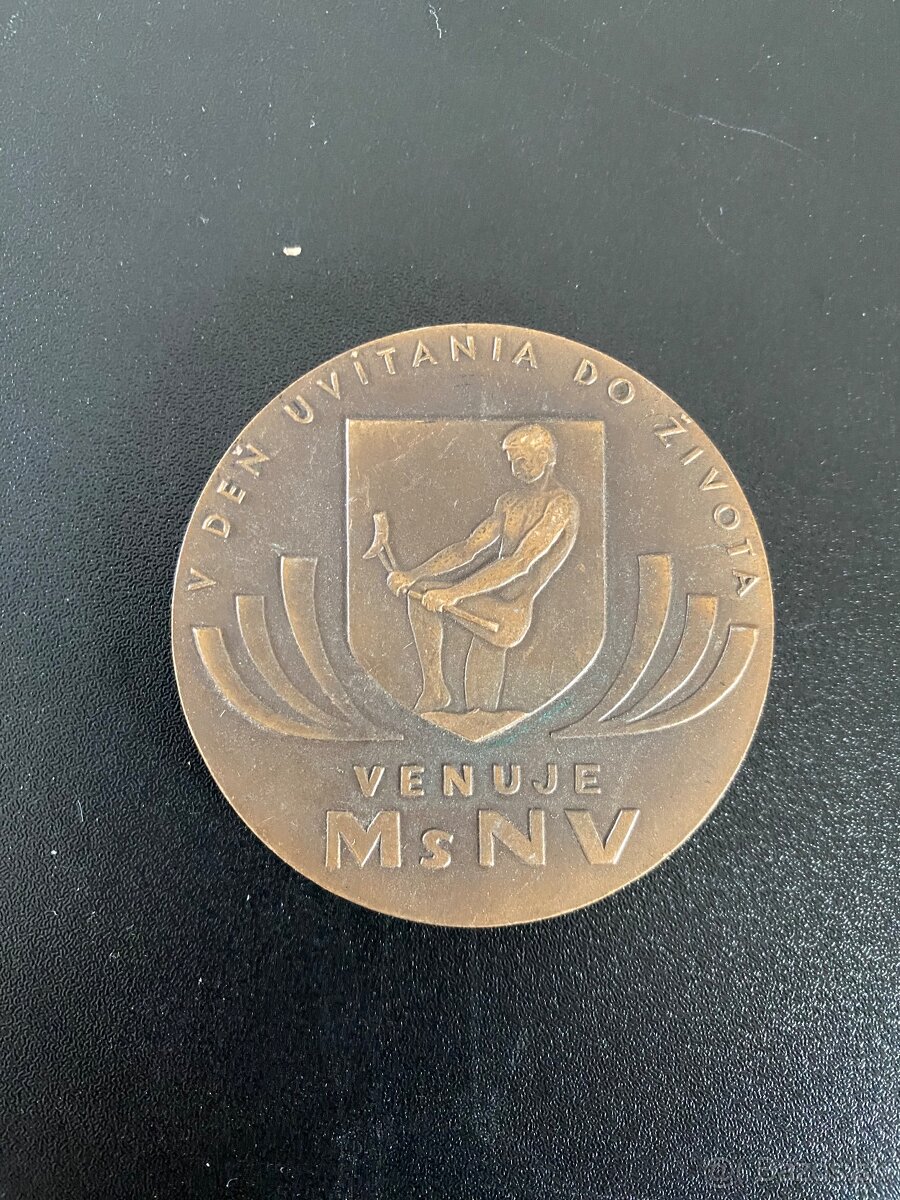 V DEŇ UVÍTANIA DO ŽIVOTA
VENUJE
MsNV